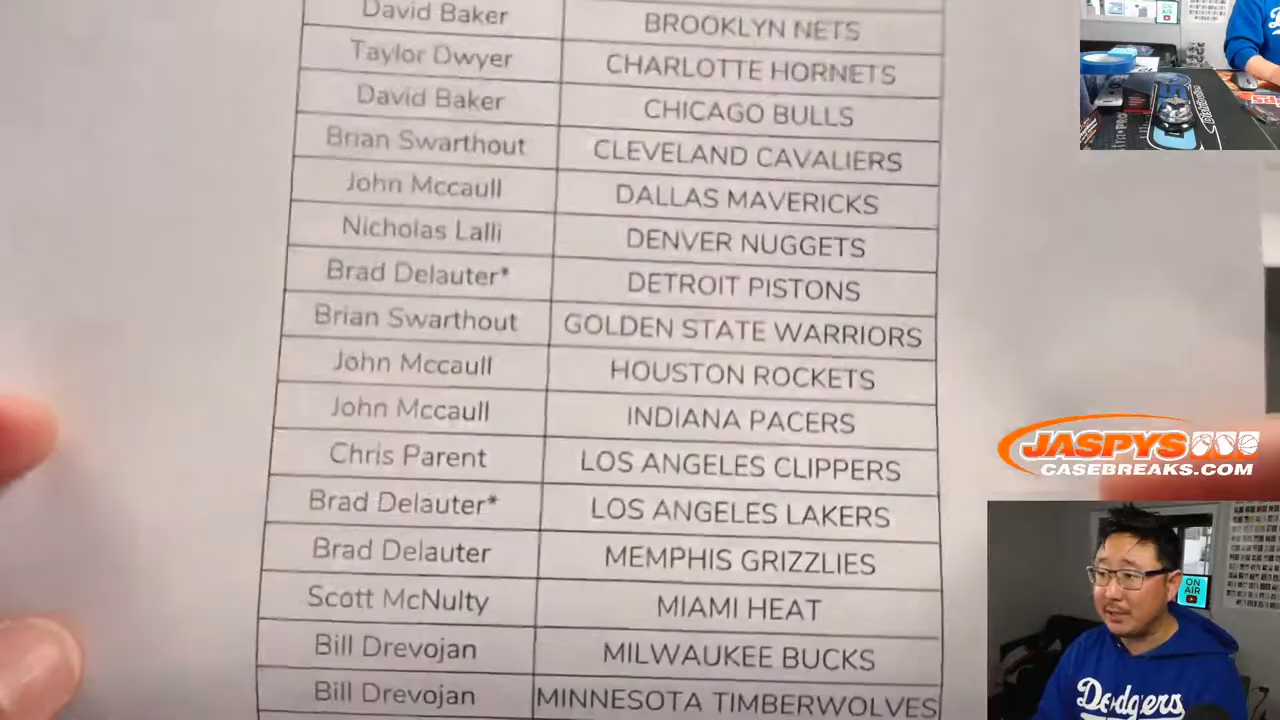 David Baker BROOKLYN NETS
Taylor Dwyer CHARLOTTE HORNETS
David Baker CHICAGO BULLS
Brian Swarthout CLEVELAND CAVALIERS
John Mccaull DALLAS MAVERICKS
Nicholas Lalli DENVER NUGGETS
Brad Delauter* DETROIT PISTONS
Brian Swarthout GOLDEN STATE WARRIORS
John Mccaull HOUSTON ROCKETS
John Mccaull INDIANA PACERS
Chris Parent LOS ANGELES CLIPPERS
Brad Delauter* LOS ANGELES LAKERS
Brad Delauter MEMPHIS GRIZZLIES
Scott McNulty MIAMI HEAT
Bill Drevojan MILWAUKEE BUCKS
Bill Drevojan MINNESOTA TIMBERWOLVES
JASPYS
CASEBREAKS.COM
ON
AIR
Dodgers